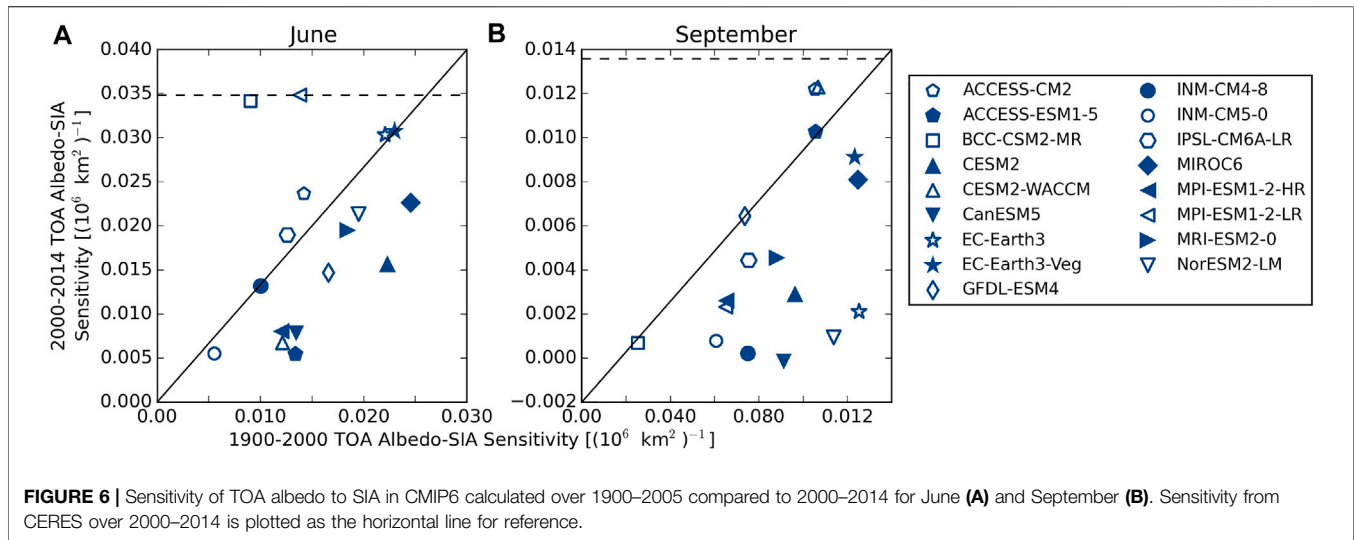 A
June
0.040
0.035
0.030
0.025
0.020
0.015
0.010
0.005
0.000
0.00
0.010
0.020
0.030
2000-2014 TOA Albedo-SIA
Sensitivity [(10⁶ km²)⁻¹]
B
September
0.014
0.012
0.010
0.008
0.006
0.004
0.002
0.000
−0.002
0.00
0.040
0.080
0.012
1900-2000 TOA Albedo-SIA Sensitivity [(10⁶ km²)⁻¹]
ACCESS-CM2
ACCESS-ESM1-5
BCC-CSM2-MR
CESM2
CESM2-WACCM
CanESM5
EC-Earth3
EC-Earth3-Veg
GFDL-ESM4
INM-CM4-8
INM-CM5-0
IPSL-CM6A-LR
MIROC6
MPI-ESM1-2-HR
MPI-ESM1-2-LR
MRI-ESM2-0
NorESM2-LM
FIGURE 6 | Sensitivity of TOA albedo to SIA in CMIP6 calculated over 1900–2005 compared to 2000–2014 for June (A) and September (B). Sensitivity from
CERES over 2000–2014 is plotted as the horizontal line for reference.